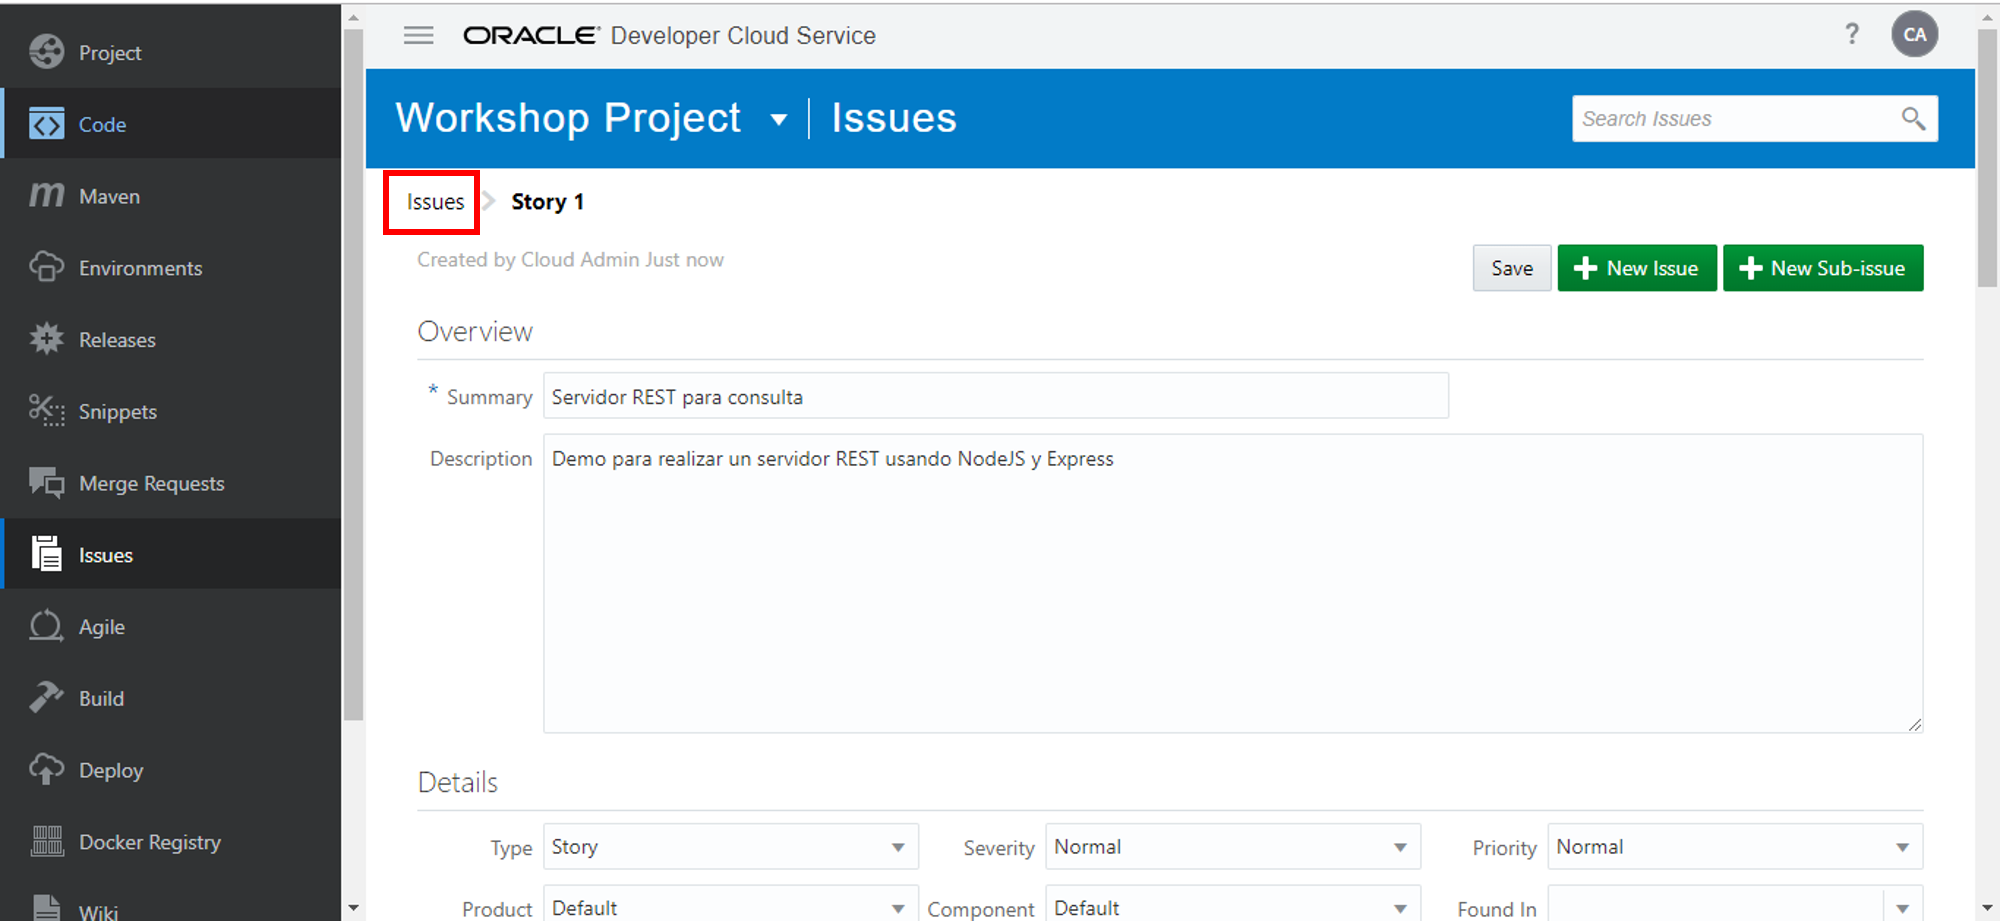 Project
Code
Maven
Environments
Releases
Snippets
Merge Requests
Issues
Agile
Build
Deploy
Docker Registry
Wiki
ORACLE® Developer Cloud Service
? CA
Workshop Project | Issues
Search Issues
Issues Story 1
Created by Cloud Admin Just now
Save New Issue New Sub-issue
Overview
* Summary Servidor REST para consulta
Description Demo para realizar un servidor REST usando NodeJS y Express
Details
Type Story Severity Normal Priority Normal
Product Default Component Default Found In